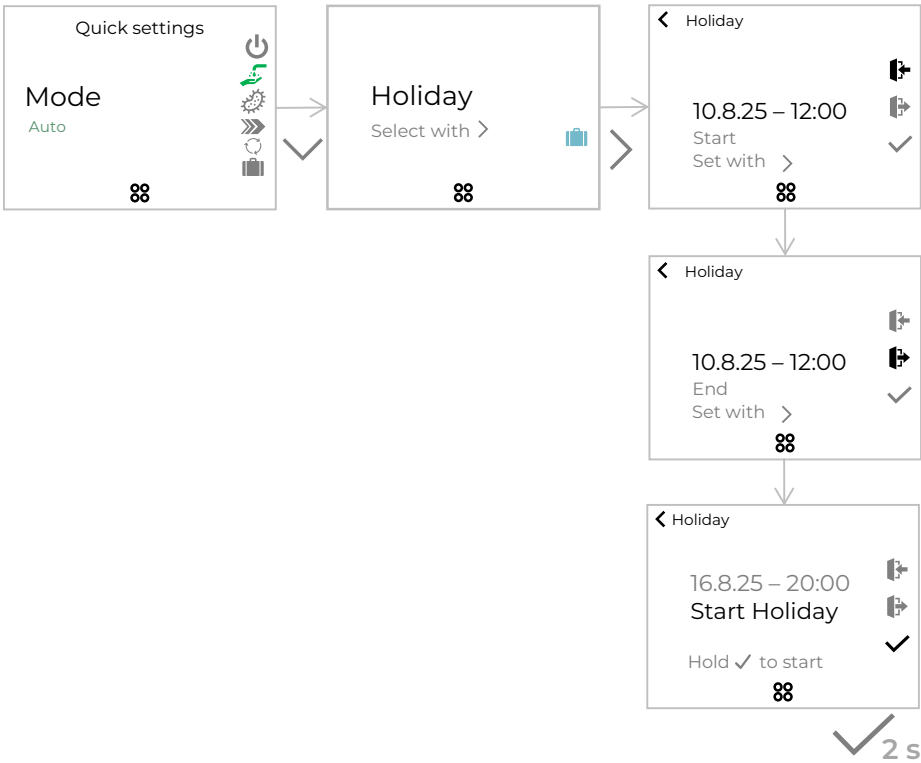 Quick settings
Mode
Auto
Holiday
Select with
Holiday
10.8.25 – 12:00
Start
Set with
Holiday
10.8.25 – 12:00
End
Set with
Holiday
16.8.25 – 20:00
Start Holiday
Hold ✓ to start
2 s